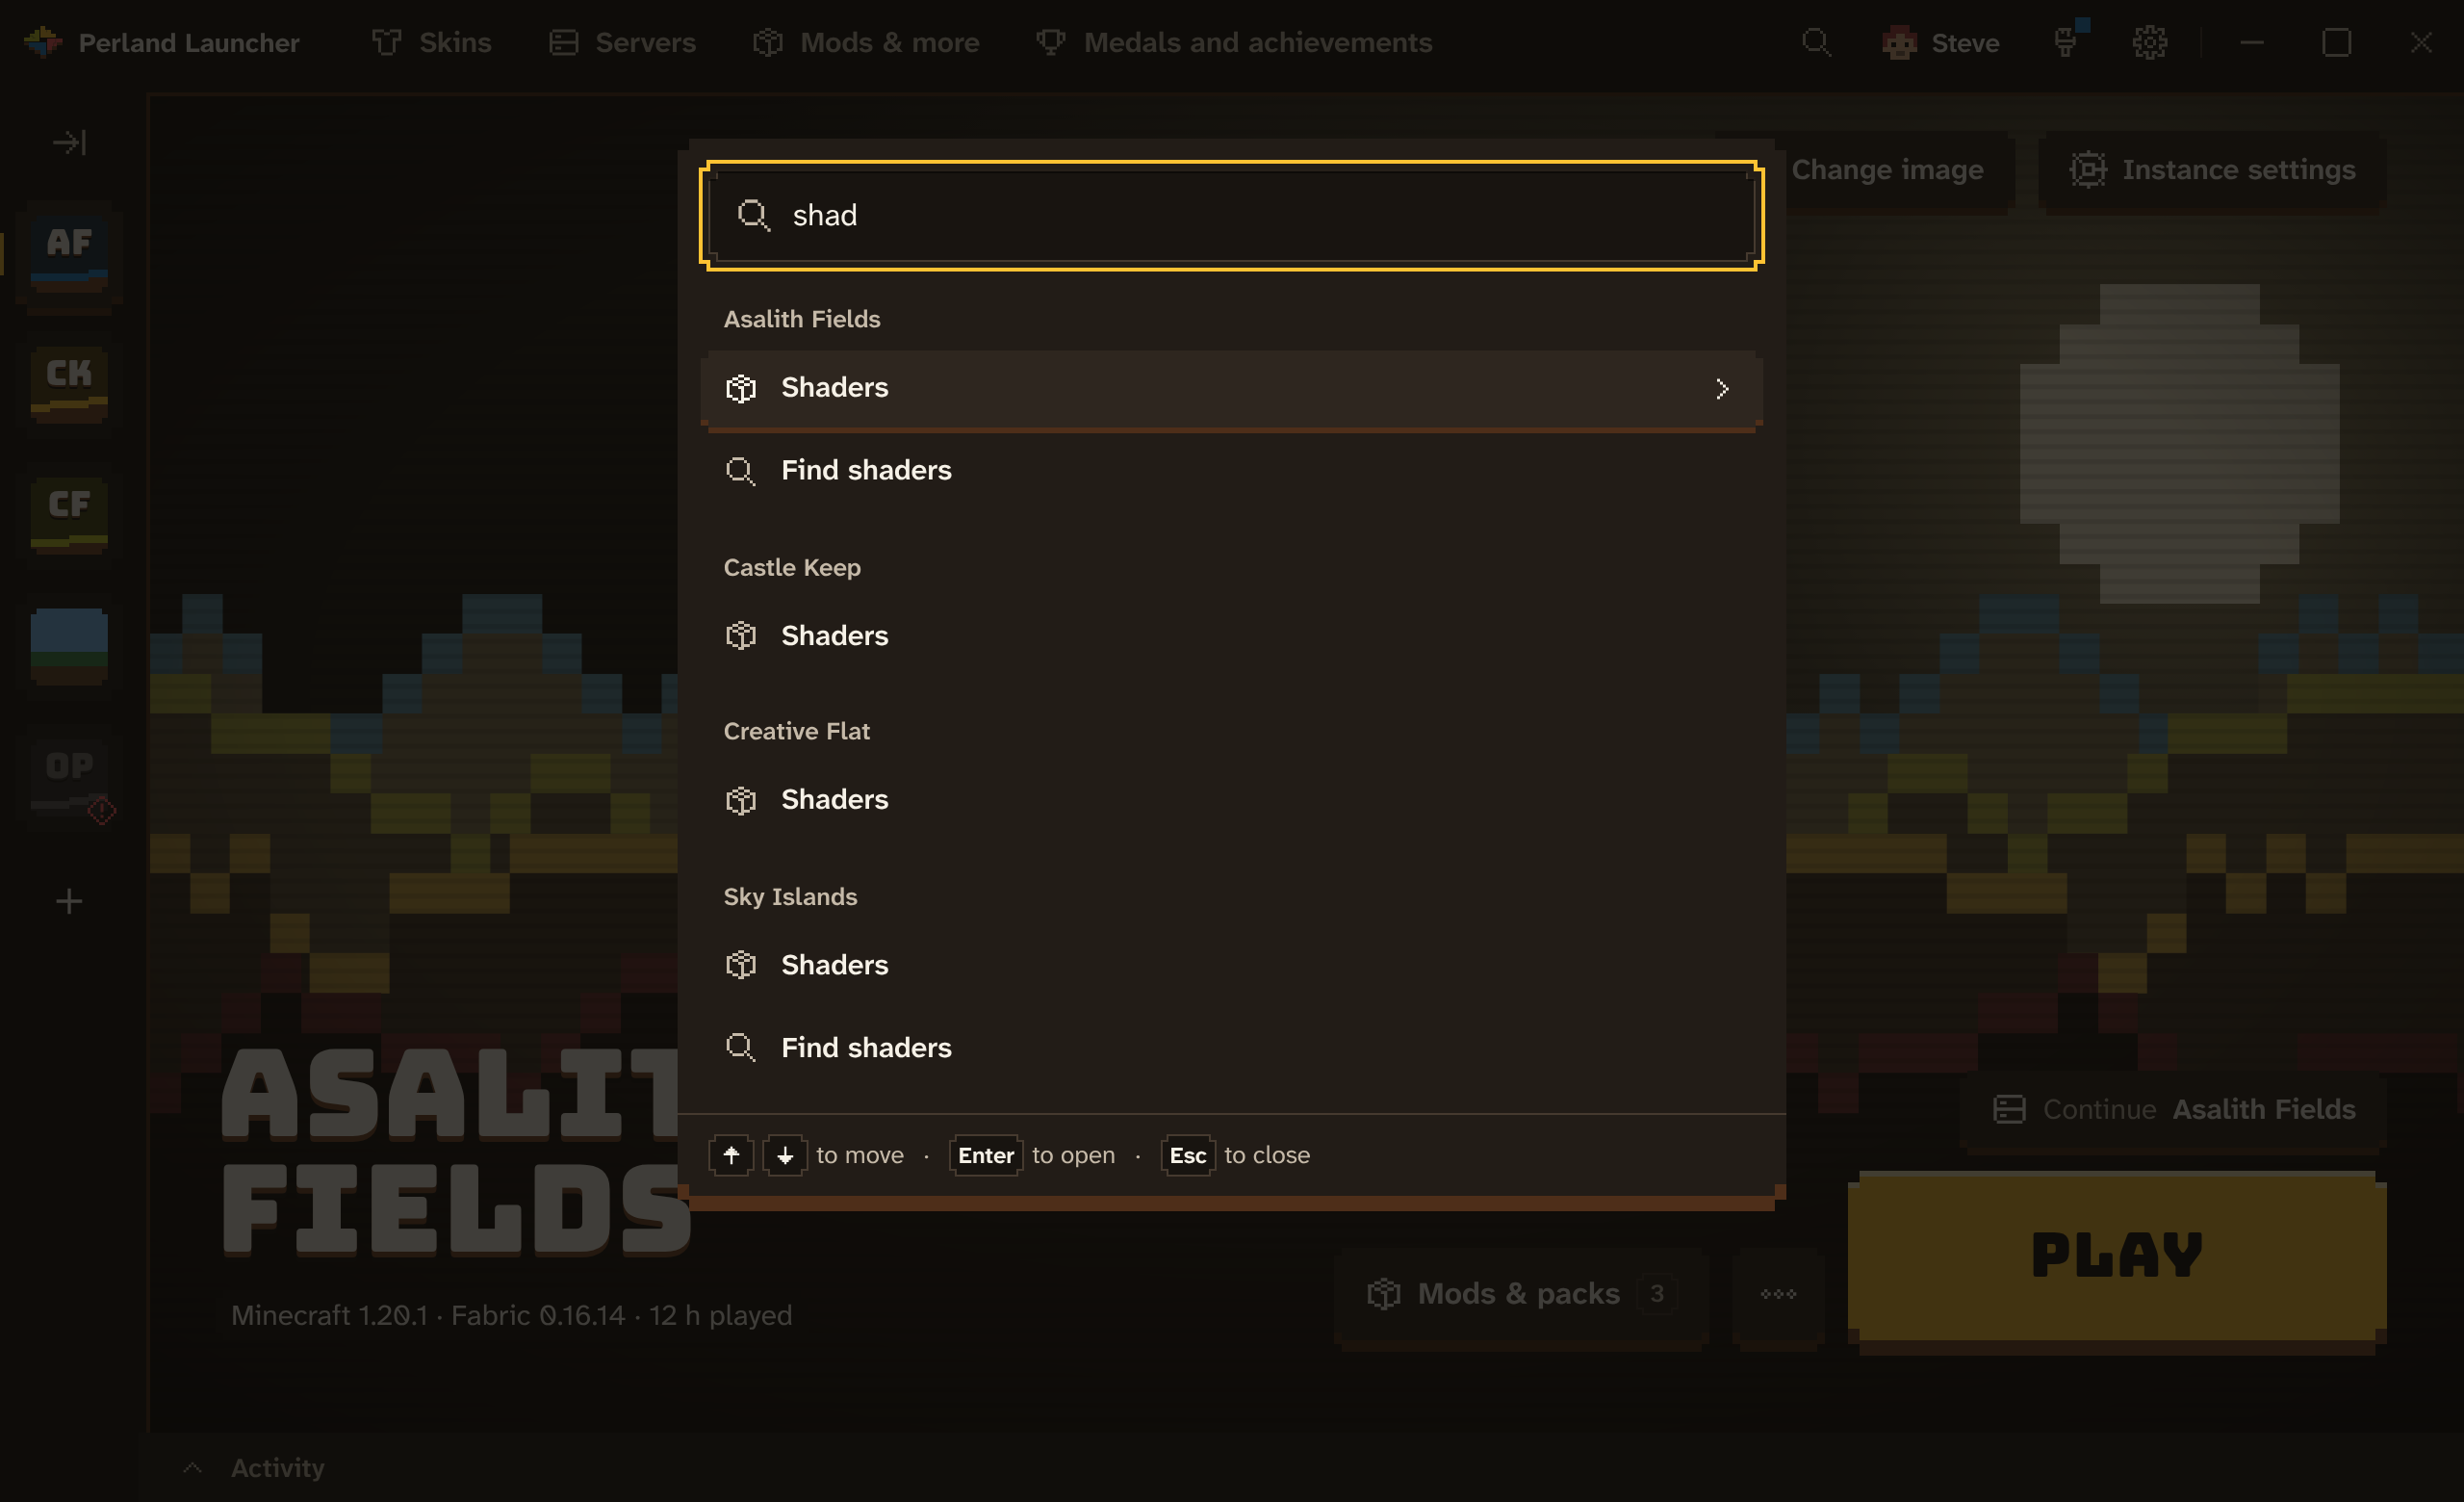 Perland Launcher
Skins
Servers
Mods & more
Medals and achievements
Steve
Change image
Instance settings
AF
CK
CF
OP
shad
Asalith Fields
Shaders
Find shaders
Castle Keep
Shaders
Creative Flat
Shaders
Sky Islands
Shaders
Find shaders
to move · Enter to open · Esc to close
ASALIT
FIELDS
Minecraft 1.20.1 · Fabric 0.16.14 · 12 h played
Continue Asalith Fields
Mods & packs 3
PLAY
Activity